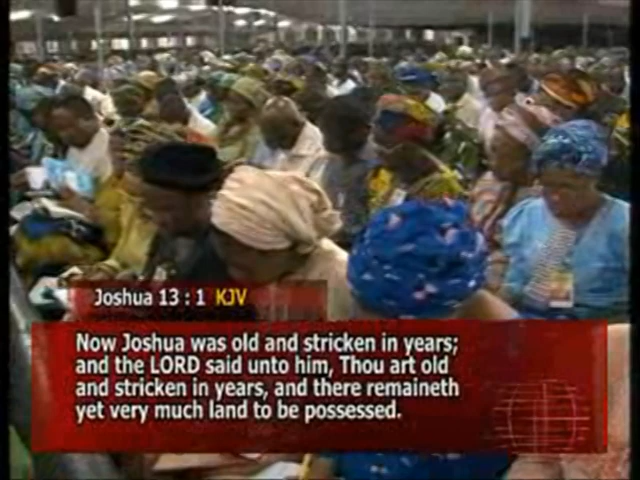 Joshua 13 : 1 KJV
Now Joshua was old and stricken in years;
and the LORD said unto him, Thou art old
and stricken in years, and there remaineth
yet very much land to be possessed.